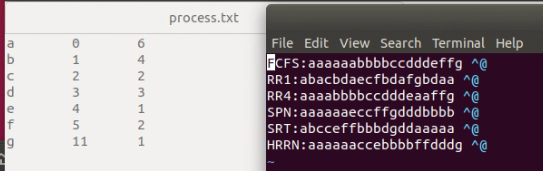 process.txt
a 0 6
b 1 4
c 2 2
d 3 3
e 4 1
f 5 2
g 11 1
File Edit View Search Terminal Help
FCFS:aaaaaabbbbccdddeffg ^@
RR1:abacbdaecfbdafgbdaa ^@
RR4:aaaabbbbccdddeaaffg ^@
SPN:aaaaaaeccffgdddbbbb ^@
SRT:abcceffbbbdgddaaaaa ^@
HRRN:aaaaaaccebbbbffdddg ^@
~